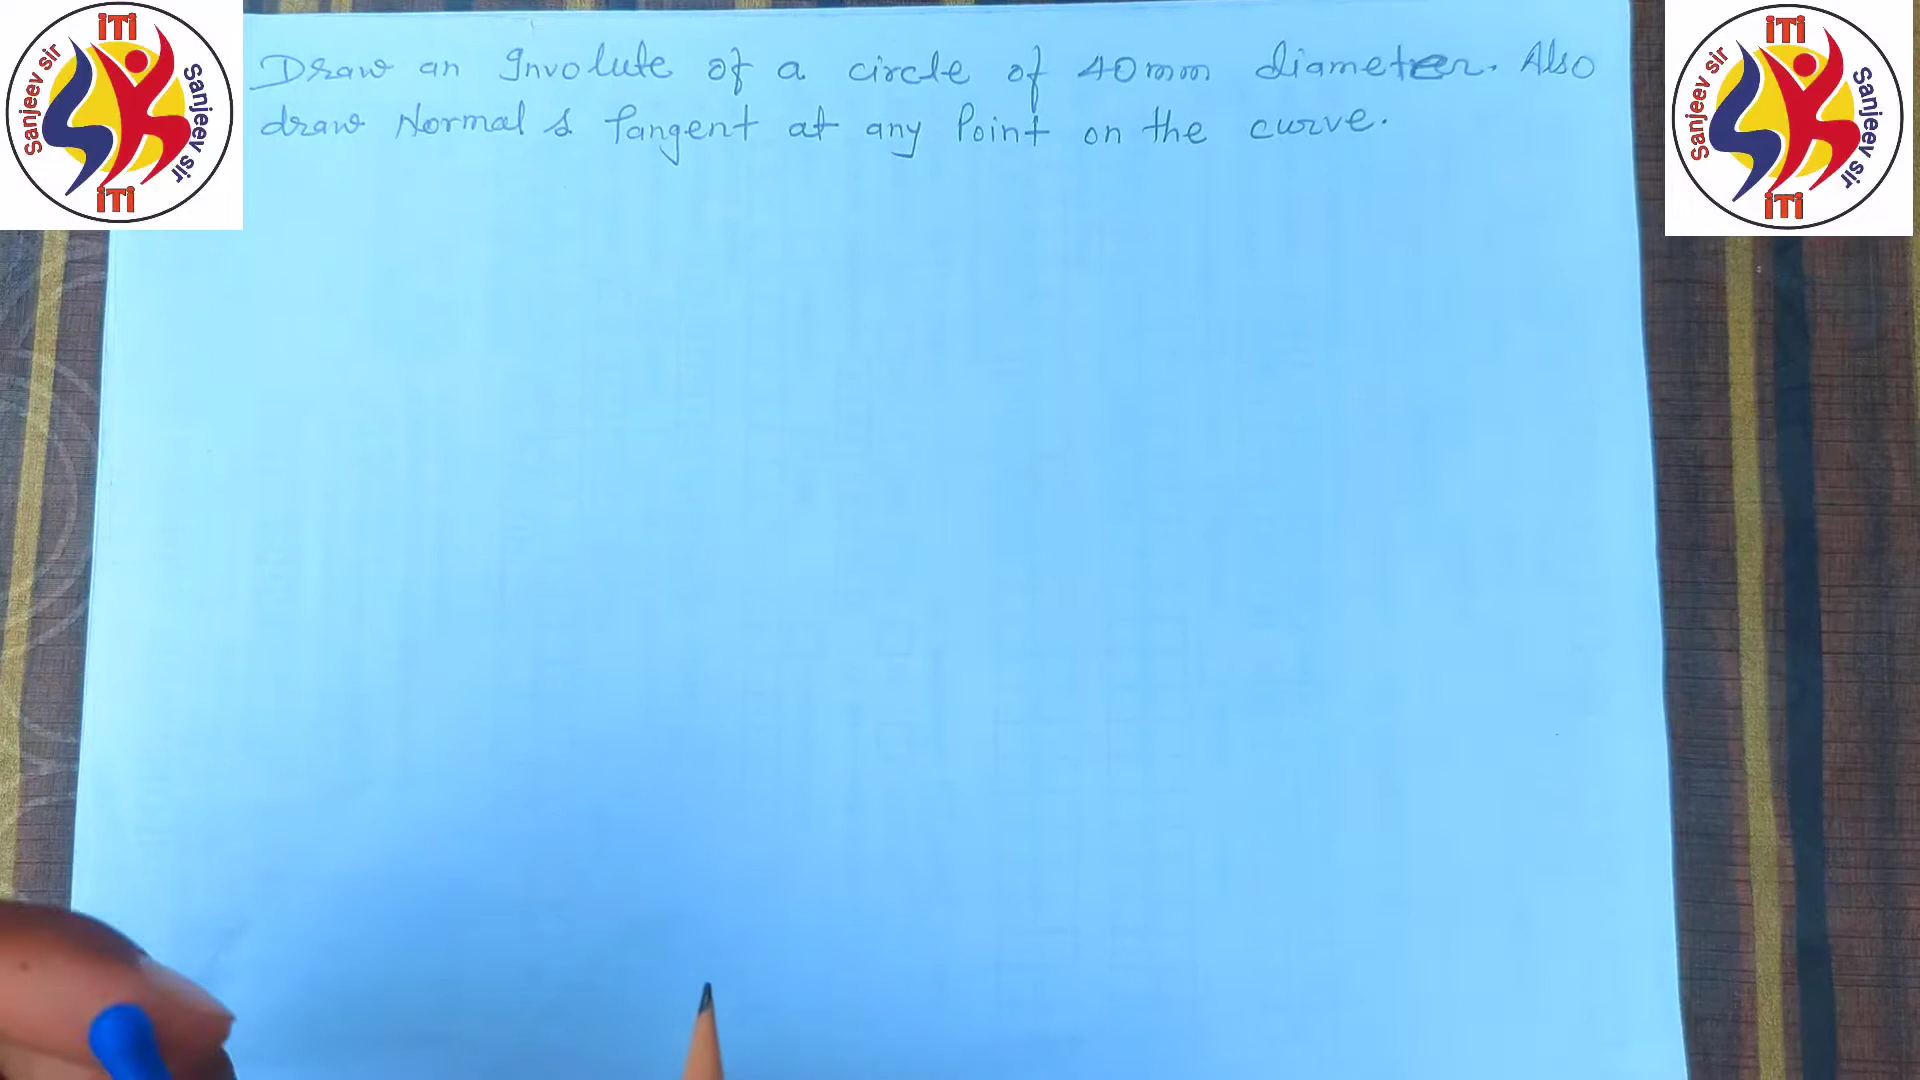 iTi
Sanjeev sir
Sanjeev sir
iTi
Draw an Involute of a circle of 40mm diameter. Also
draw Normal & Tangent at any Point on the curve.
iTi
Sanjeev sir
Sanjeev sir
iTi